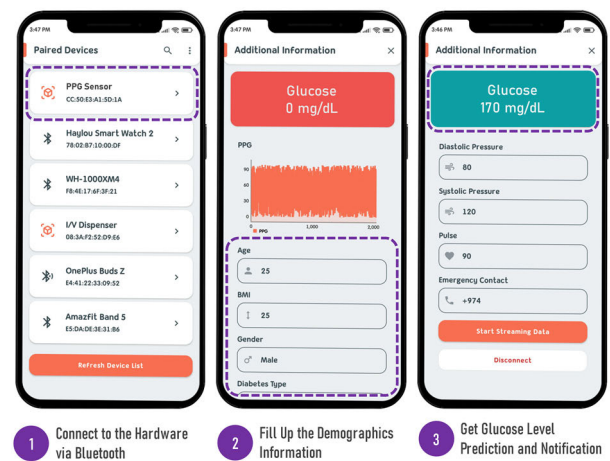 3:47 PM
Paired Devices
PPG Sensor
CC:50:E3:A1:5D:1A
Haylou Smart Watch 2
78:02:B7:10:00:DF
WH-1000XM4
F8:4E:17:6F:3F:21
I/V Dispenser
08:3A:F2:52:D9:E6
OnePlus Buds Z
E4:41:22:33:09:52
Amazfit Band 5
E5:DA:DE:3E:31:B6
Refresh Device List
1
Connect to the Hardware
via Bluetooth
3:47 PM
Additional Information
Glucose
0 mg/dL
PPG
90
60
30
0
0 1,000 2,000
PPG
Age
25
BMI
25
Gender
Male
Diabetes Type
2
Fill Up the Demographics
Information
3:46 PM
Additional Information
Glucose
170 mg/dL
Diastolic Pressure
80
Systolic Pressure
120
Pulse
90
Emergency Contact
+974
Start Streaming Data
Disconnect
3
Get Glucose Level
Prediction and Notification